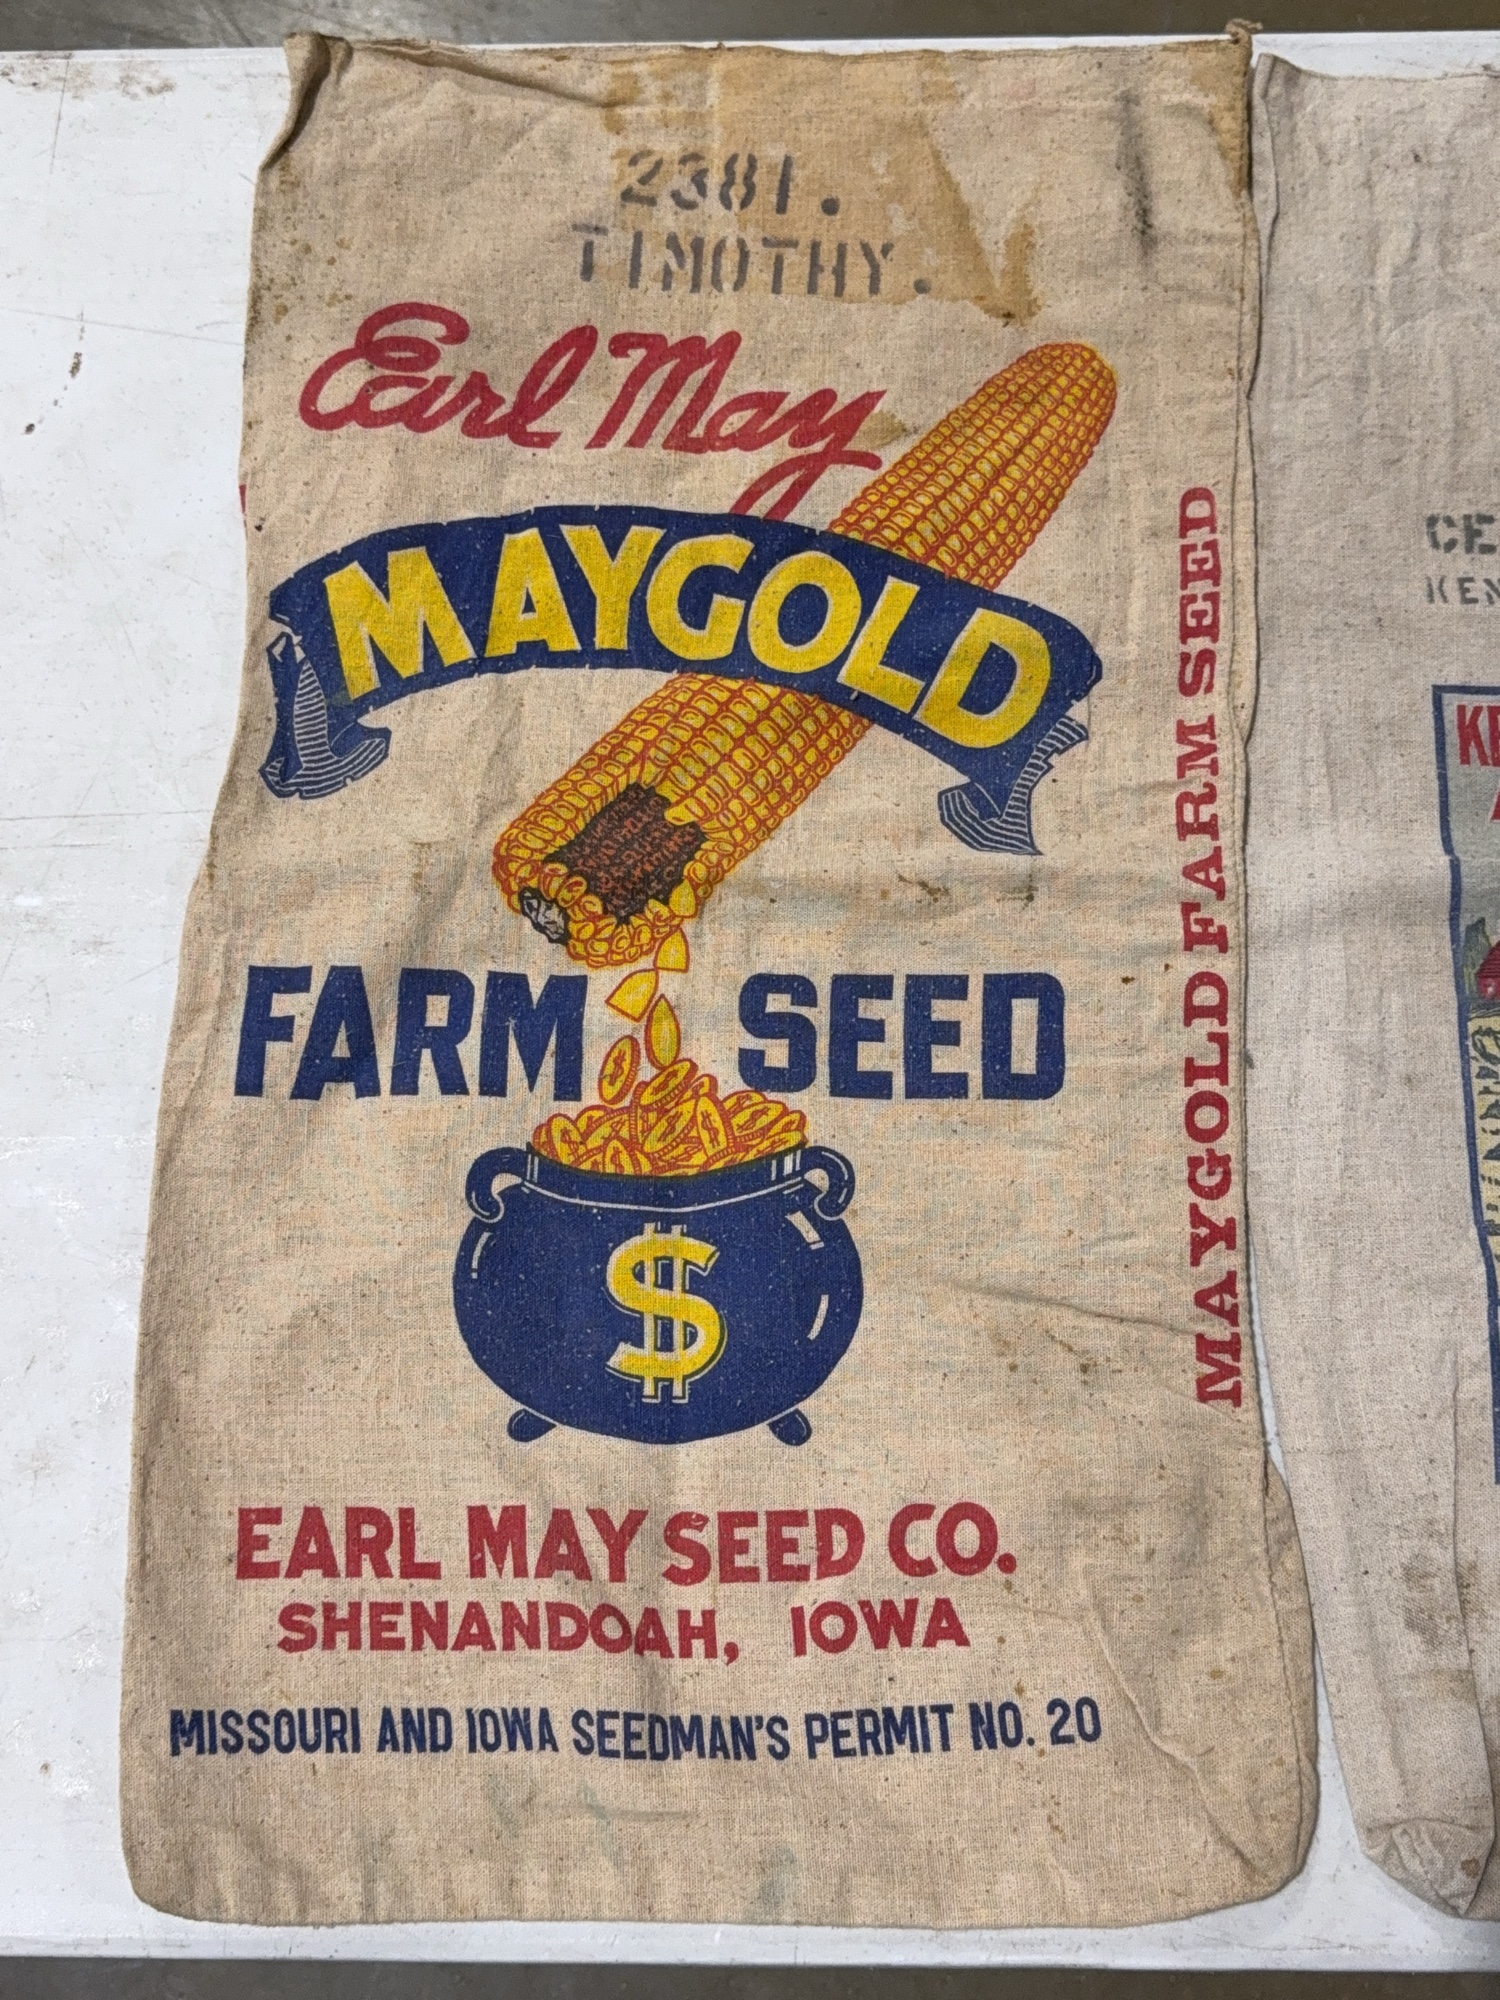 2381.
TIMOTHY.
Earl May
MAYGOLD
FARM SEED
$
EARL MAY SEED CO.
SHENANDOAH, IOWA
MISSOURI AND IOWA SEEDMAN'S PERMIT NO. 20
MAYGOLD FARM SEED